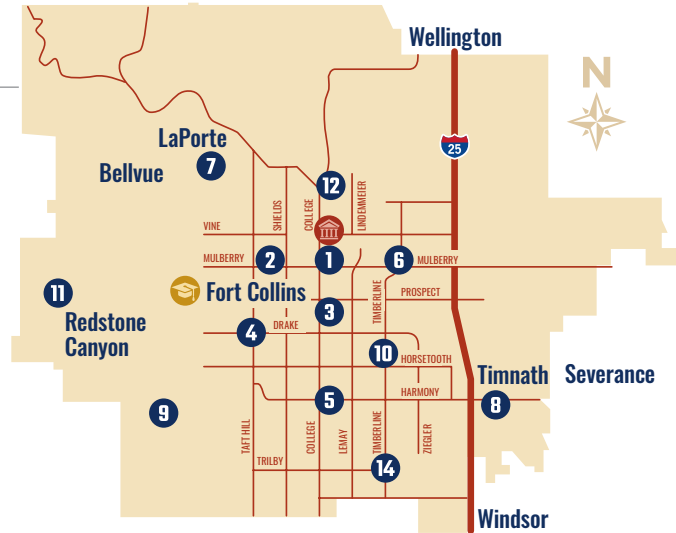 Wellington
N
25
LaPorte
7
Bellvue
12
SHIELDS
COLLEGE
LINDENMEIER
VINE
MULBERRY
2
1
6
MULBERRY
11
Fort Collins
PROSPECT
TIMBERLINE
3
Redstone
Canyon
DRAKE
4
10
HORSETOOTH
Timnath
Severance
HARMONY
5
8
9
TAFT HILL
COLLEGE
LEMAY
TIMBERLINE
ZIEGLER
TRILBY
14
Windsor